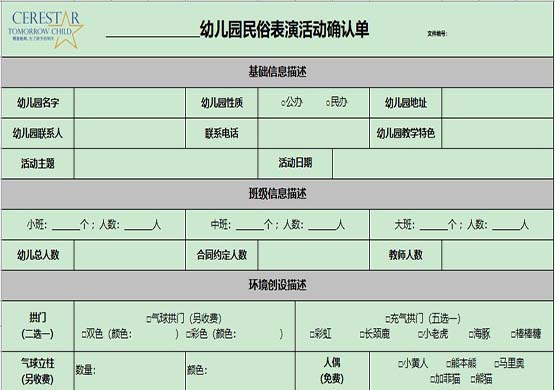 CERESTAR
TOMORROW CHILD
____________幼儿园民俗表演活动确认单
文件编号:
基础信息描述
幼儿园名字 幼儿园性质 ○公办 ○民办 幼儿园地址
幼儿园联系人 联系电话 幼儿园教学特色
活动主题 活动日期
班级信息描述
小班：______个；人数：______人 中班：______个；人数：______人 大班：______个；人数：______人
幼儿总人数 合同约定人数 教师人数
环境创设描述
拱门 □气球拱门（另收费） □充气拱门（五选一）
（二选一） □双色（颜色： ） □彩色（颜色： ） □彩虹 □长颈鹿 □小老虎 □海豚 □棒棒糖
气球立柱 数量： 颜色： 人偶 □小黄人 □熊本熊 □马里奥
（另收费） （免费） □加菲猫 □熊猫